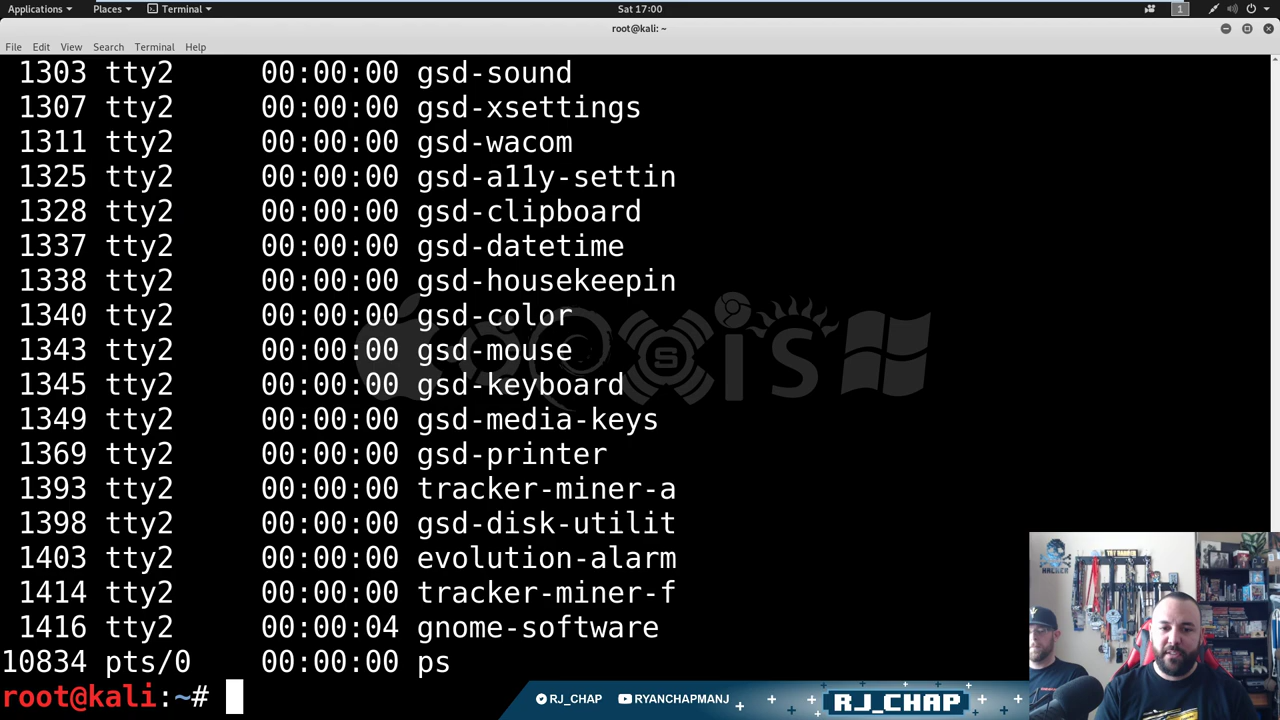 Applications Places Terminal Sat 17:00 1
root@kali: ~
File Edit View Search Terminal Help
1303 tty2 00:00:00 gsd-sound
1307 tty2 00:00:00 gsd-xsettings
1311 tty2 00:00:00 gsd-wacom
1325 tty2 00:00:00 gsd-a11y-settin
1328 tty2 00:00:00 gsd-clipboard
1337 tty2 00:00:00 gsd-datetime
1338 tty2 00:00:00 gsd-housekeepin
1340 tty2 00:00:00 gsd-color
1343 tty2 00:00:00 gsd-mouse
1345 tty2 00:00:00 gsd-keyboard
1349 tty2 00:00:00 gsd-media-keys
1369 tty2 00:00:00 gsd-printer
1393 tty2 00:00:00 tracker-miner-a
1398 tty2 00:00:00 gsd-disk-utilit
1403 tty2 00:00:00 evolution-alarm
1414 tty2 00:00:00 tracker-miner-f
1416 tty2 00:00:04 gnome-software
10834 pts/0 00:00:00 ps
root@kali:~#
RJ_CHAP RYANCHAPMANJ RJ_CHAP